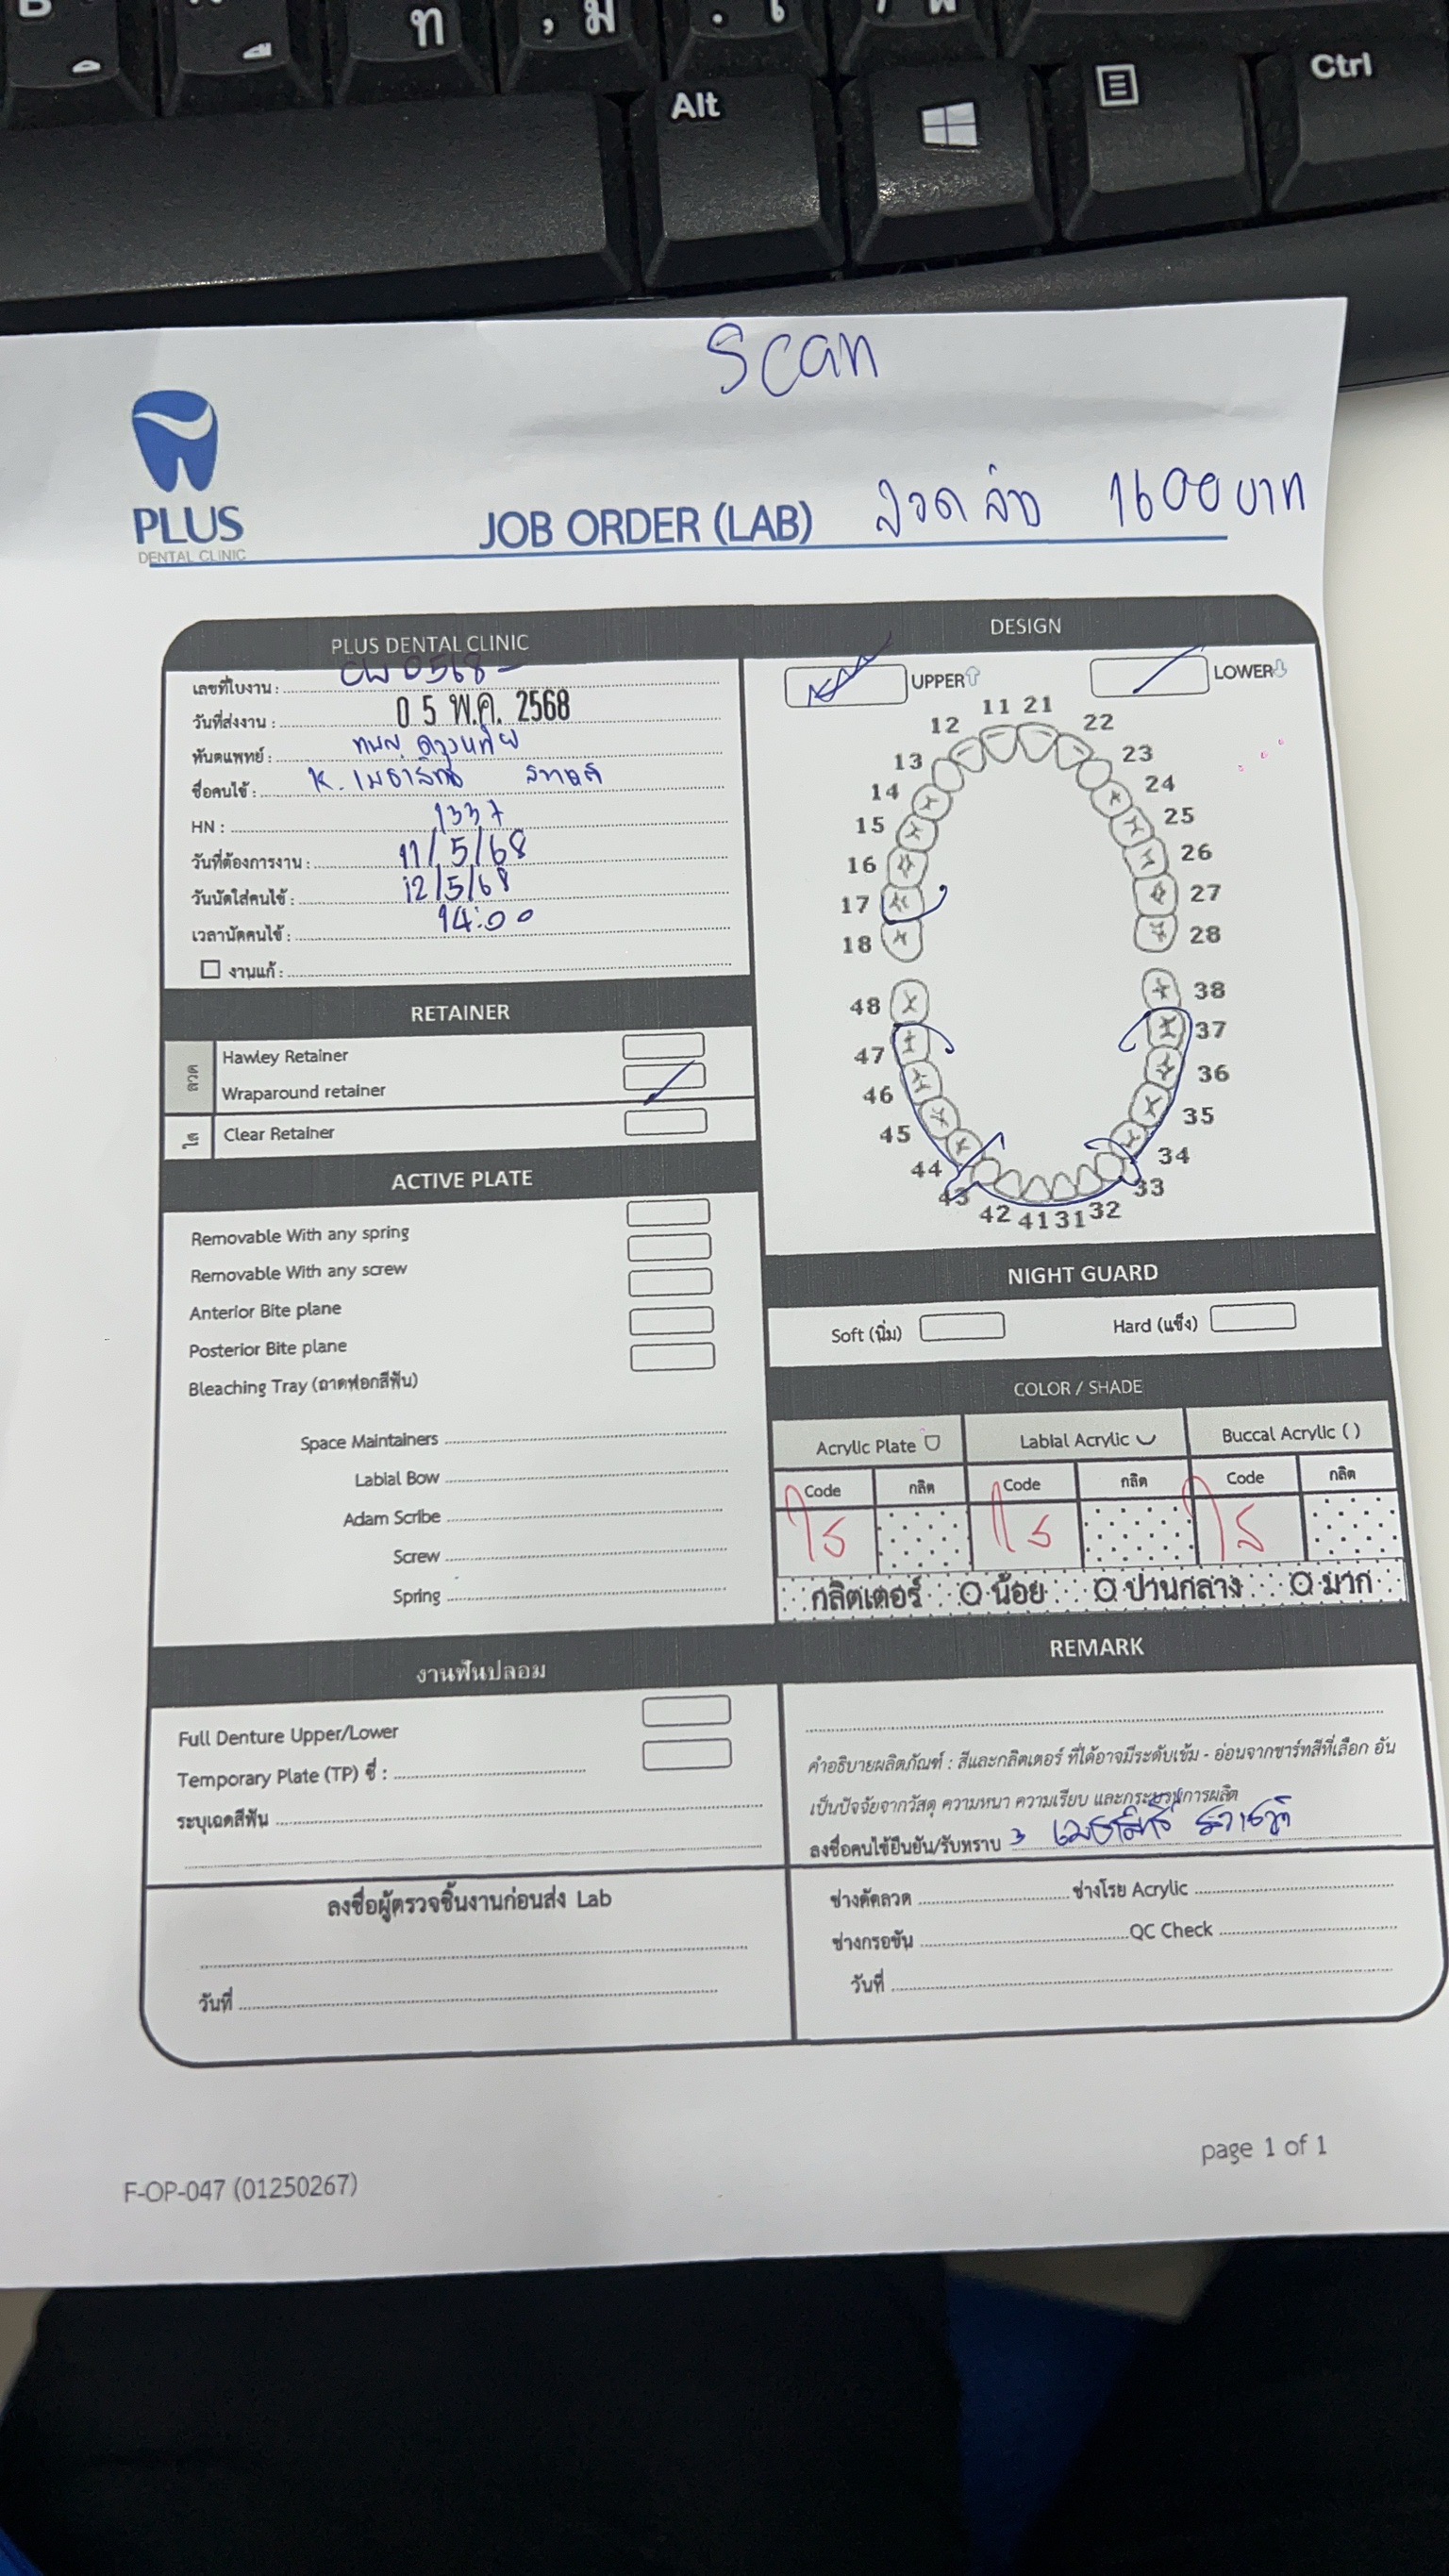 B
ท
, ม
. ใ
Alt
Ctrl
Scan
PLUS
DENTAL CLINIC
JOB ORDER (LAB) ลวดล่าง 1600 บาท
PLUS DENTAL CLINIC
เลขที่ใบงาน : CW 0568-
วันที่ส่งงาน : 05 พ.ค. 2568
ทันตแพทย์ :
ชื่อคนไข้ : K. เมธาสิทธิ์
HN : 1337
วันที่ต้องการงาน : 11/5/68
วันนัดใส่คนไข้ : 12/5/68
เวลานัดคนไข้ : 14:00
งานแก้ :
RETAINER
ลวด
Hawley Retainer
Wraparound retainer
ใส
Clear Retainer
ACTIVE PLATE
Removable With any spring
Removable With any screw
Anterior Bite plane
Posterior Bite plane
Bleaching Tray (ถาดฟอกสีฟัน)
Space Maintainers
Labial Bow
Adam Scribe
Screw
Spring
งานฟันปลอม
Full Denture Upper/Lower
Temporary Plate (TP) ซี่ :
ระบุเฉดสีฟัน
ลงชื่อผู้ตรวจชิ้นงานก่อนส่ง Lab
วันที่
DESIGN
UPPER
LOWER
11 21
12 22
13 23
14 24
15 25
16 26
17 27
18 28
48 38
47 37
46 36
45 35
44 34
43 33
42 41 31 32
NIGHT GUARD
Soft (นิ่ม) Hard (แข็ง)
COLOR / SHADE
Acrylic Plate Labial Acrylic Buccal Acrylic ( )
Code กลิต Code กลิต Code กลิต
ใส ใส ใส
กลิตเตอร์ น้อย ปานกลาง มาก
REMARK
คำอธิบายผลิตภัณฑ์ : สีและกลิตเตอร์ ที่ได้อาจมีระดับเข้ม - อ่อนจากชาร์ทสีที่เลือก อัน
เป็นปัจจัยจากวัสดุ ความหนา ความเรียบ และกระบวนการผลิต
ลงชื่อคนไข้ยืนยัน/รับทราบ เมธาสิทธิ์
ช่างดัดลวด ช่างโรย Acrylic
ช่างกรอขัน QC Check
วันที่
page 1 of 1
F-OP-047 (01250267)